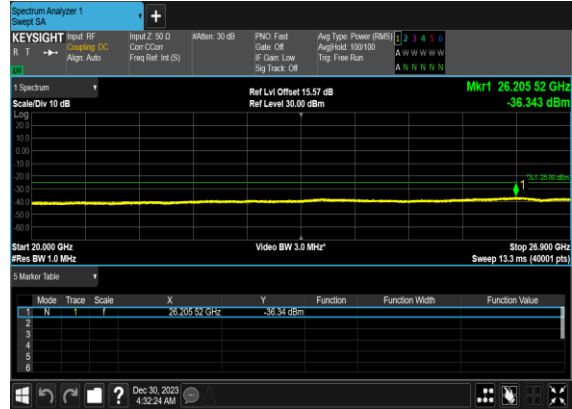 Spectrum Analyzer 1
Swept SA
+
KEYSIGHT Input: RF Input Z: 50 Ω #Atten: 30 dB PNO: Fast Avg Type: Power (RMS) 1 2 3 4 5 6
R T Coupling: DC Corr CCorr Gate: Off Avg|Hold: 100/100 A W W W W W
Align: Auto Freq Ref: Int (S) IF Gain: Low Trig: Free Run
Sig Track: Off A N N N N N
1 Spectrum Ref Lvl Offset 15.57 dB Mkr1 26.205 52 GHz
Scale/Div 10 dB Ref Level 30.00 dBm -36.343 dBm
Log
20.0
10.0
0.00
-10.0
-20.0
-30.0
-40.0
-50.0
-60.0
1
Start 20.000 GHz Video BW 3.0 MHz* Stop 26.900 GHz
#Res BW 1.0 MHz Sweep 13.3 ms (40001 pts)
5 Marker Table
Mode Trace Scale X Y Function Function Width Function Value
1 N 1 f 26.205 52 GHz -36.34 dBm
2
3
4
5
6
? Dec 30, 2023
4:32:24 AM